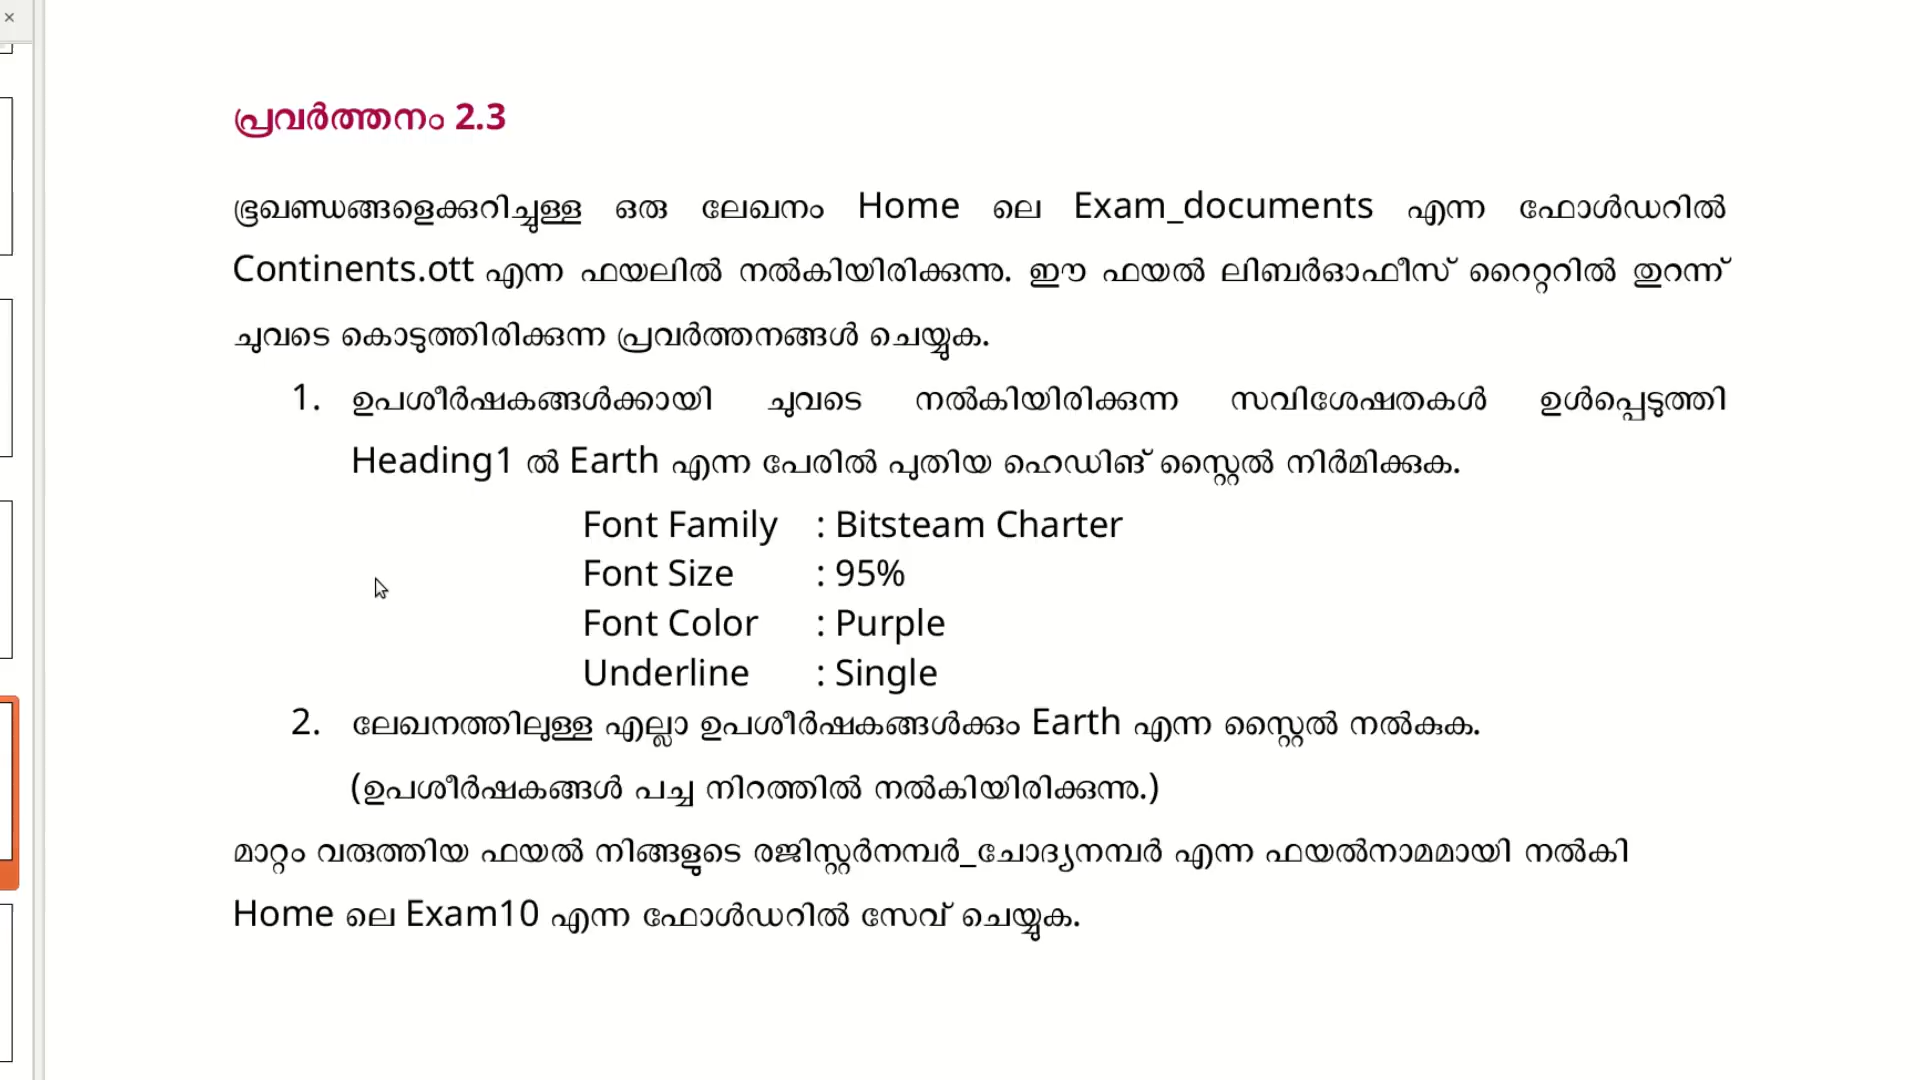 പ്രവർത്തനം 2.3
ഭൂഖണ്ഡങ്ങളെക്കുറിച്ചുള്ള ഒരു ലേഖനം Home ലെ Exam_documents എന്ന ഫോൾഡറിൽ
Continents.ott എന്ന ഫയലിൽ നൽകിയിരിക്കുന്നു. ഈ ഫയൽ ലിബർഓഫീസ് റൈറ്ററിൽ തുറന്ന്
ചുവടെ കൊടുത്തിരിക്കുന്ന പ്രവർത്തനങ്ങൾ ചെയ്യുക.
1. ഉപശീർഷകങ്ങൾക്കായി ചുവടെ നൽകിയിരിക്കുന്ന സവിശേഷതകൾ ഉൾപ്പെടുത്തി
Heading1 ൽ Earth എന്ന പേരിൽ പുതിയ ഹെഡിങ് സ്റ്റൈൽ നിർമിക്കുക.
Font Family : Bitsteam Charter
Font Size : 95%
Font Color : Purple
Underline : Single
2. ലേഖനത്തിലുള്ള എല്ലാ ഉപശീർഷകങ്ങൾക്കും Earth എന്ന സ്റ്റൈൽ നൽകുക.
(ഉപശീർഷകങ്ങൾ പച്ച നിറത്തിൽ നൽകിയിരിക്കുന്നു.)
മാറ്റം വരുത്തിയ ഫയൽ നിങ്ങളുടെ രജിസ്റ്റർനമ്പർ_ചോദ്യനമ്പർ എന്ന ഫയൽനാമമായി നൽകി
Home ലെ Exam10 എന്ന ഫോൾഡറിൽ സേവ് ചെയ്യുക.